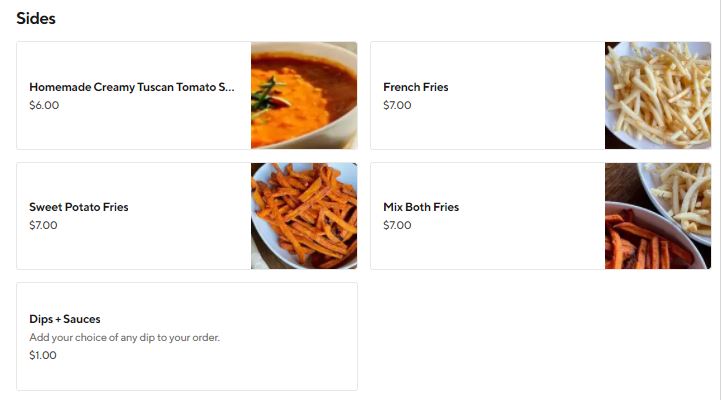 Sides
Homemade Creamy Tuscan Tomato S...
$6.00
French Fries
$7.00
Sweet Potato Fries
$7.00
Mix Both Fries
$7.00
Dips + Sauces
Add your choice of any dip to your order.
$1.00